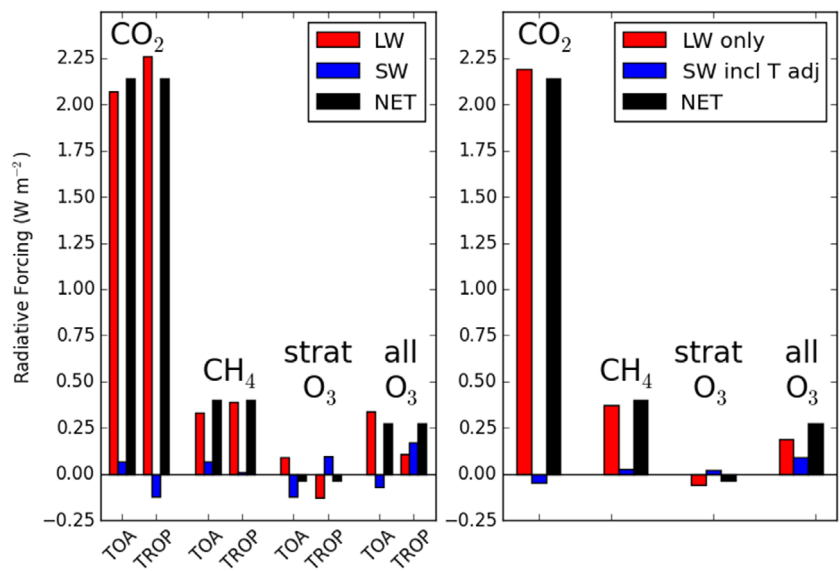 CO₂
LW
SW
NET
2.25
2.00
1.75
1.50
1.25
1.00
0.75
0.50
0.25
0.00
−0.25
Radiative Forcing (W m⁻²)
CH₄
strat
O₃
all
O₃
TOA
TROP
TOA
TROP
TOA
TROP
TOA
TROP
CO₂
LW only
SW incl T adj
NET
2.25
2.00
1.75
1.50
1.25
1.00
0.75
0.50
0.25
0.00
−0.25
CH₄
strat
O₃
all
O₃